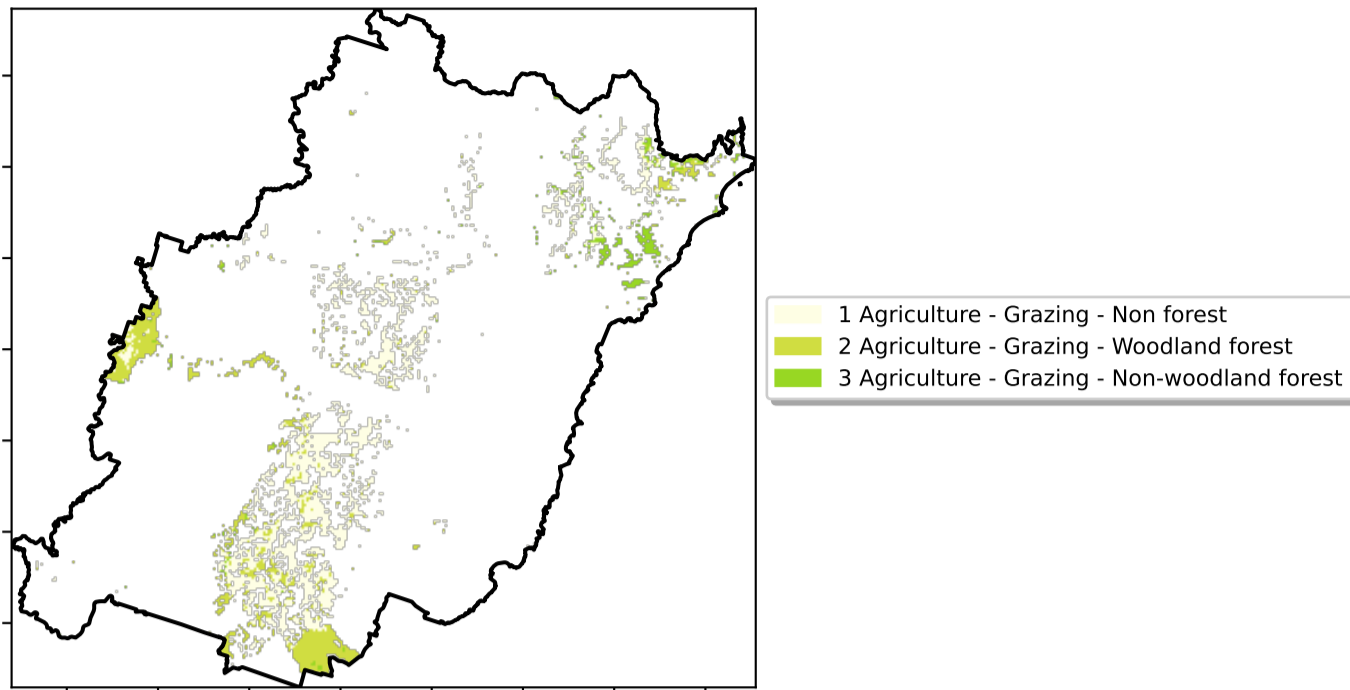 1 Agriculture - Grazing - Non forest
2 Agriculture - Grazing - Woodland forest
3 Agriculture - Grazing - Non-woodland forest